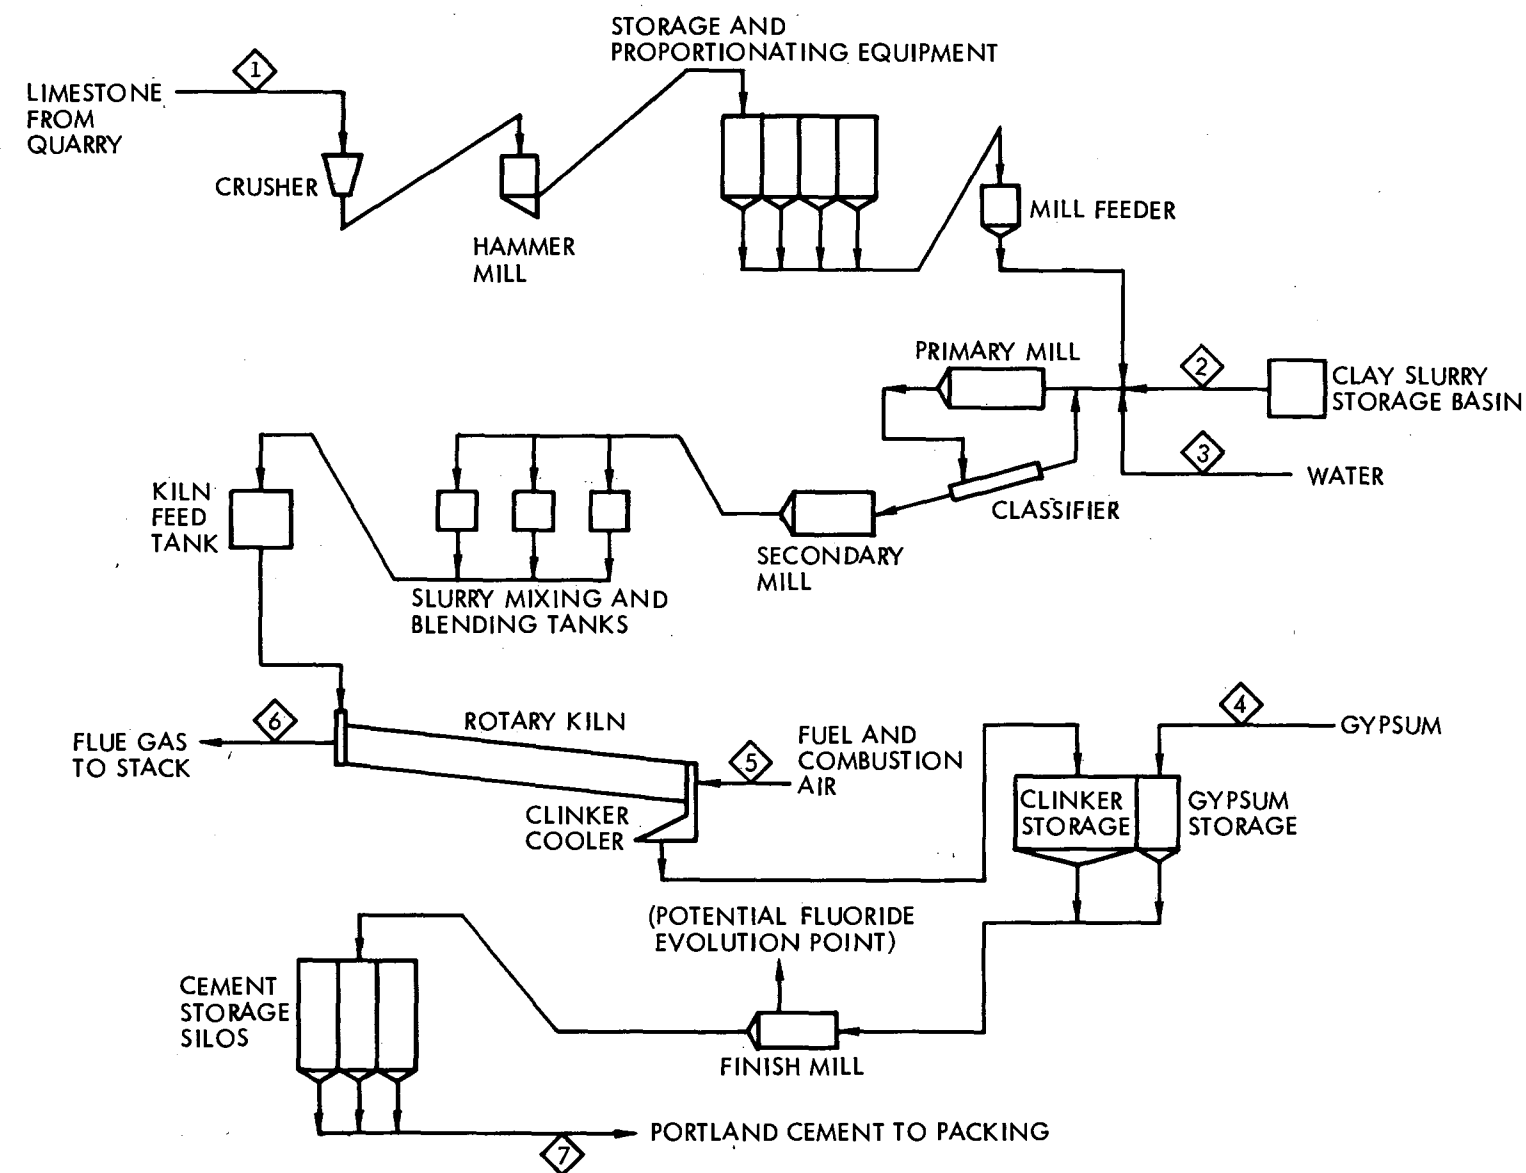 STORAGE AND
PROPORTIONATING EQUIPMENT
1
LIMESTONE
FROM
QUARRY
CRUSHER
HAMMER
MILL
MILL FEEDER
PRIMARY MILL
2
CLAY SLURRY
STORAGE BASIN
3
WATER
CLASSIFIER
SECONDARY
MILL
KILN
FEED
TANK
SLURRY MIXING AND
BLENDING TANKS
6
FLUE GAS
TO STACK
ROTARY KILN
5
FUEL AND
COMBUSTION
AIR
CLINKER
COOLER
4
GYPSUM
CLINKER
STORAGE
GYPSUM
STORAGE
(POTENTIAL FLUORIDE
EVOLUTION POINT)
CEMENT
STORAGE
SILOS
FINISH MILL
7
PORTLAND CEMENT TO PACKING